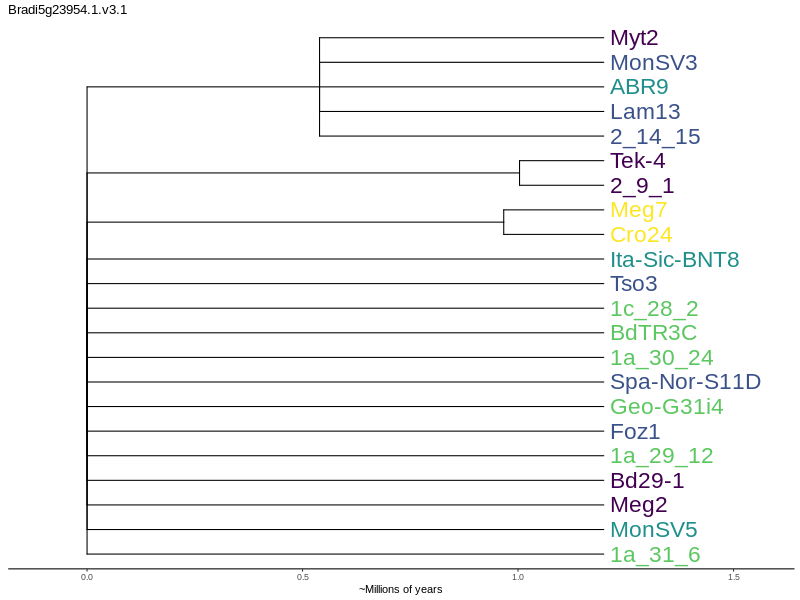 Bradi5g23954.1.v3.1
Myt2
MonSV3
ABR9
Lam13
2_14_15
Tek-4
2_9_1
Meg7
Cro24
Ita-Sic-BNT8
Tso3
1c_28_2
BdTR3C
1a_30_24
Spa-Nor-S11D
Geo-G31i4
Foz1
1a_29_12
Bd29-1
Meg2
MonSV5
1a_31_6
0.0 0.5 1.0 1.5
~Millions of years